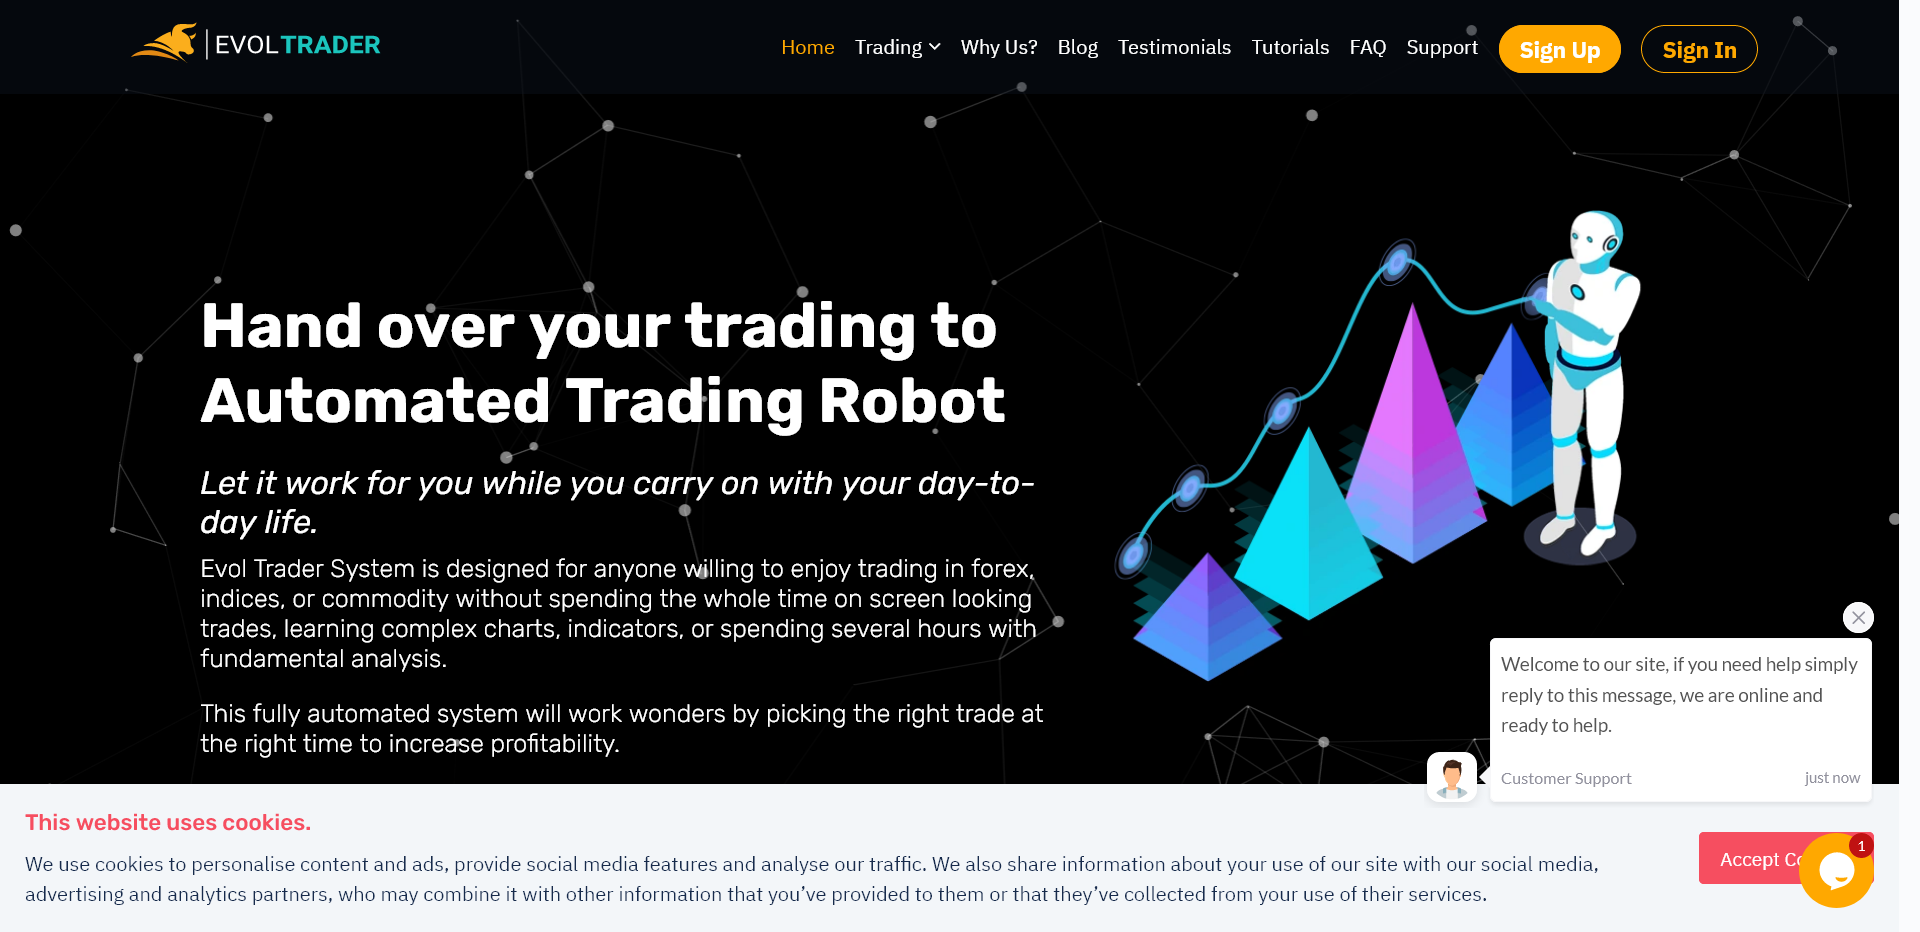 EVOL TRADER
Home Trading Why Us? Blog Testimonials Tutorials FAQ Support Sign Up Sign In
Hand over your trading to
Automated Trading Robot
Let it work for you while you carry on with your day-to-
day life.
Evol Trader System is designed for anyone willing to enjoy trading in forex,
indices, or commodity without spending the whole time on screen looking
trades, learning complex charts, indicators, or spending several hours with
fundamental analysis.
This fully automated system will work wonders by picking the right trade at
the right time to increase profitability.
Welcome to our site, if you need help simply
reply to this message, we are online and
ready to help.
Customer Support just now
This website uses cookies.
We use cookies to personalise content and ads, provide social media features and analyse our traffic. We also share information about your use of our site with our social media,
advertising and analytics partners, who may combine it with other information that you've provided to them or that they've collected from your use of their services.
Accept
1